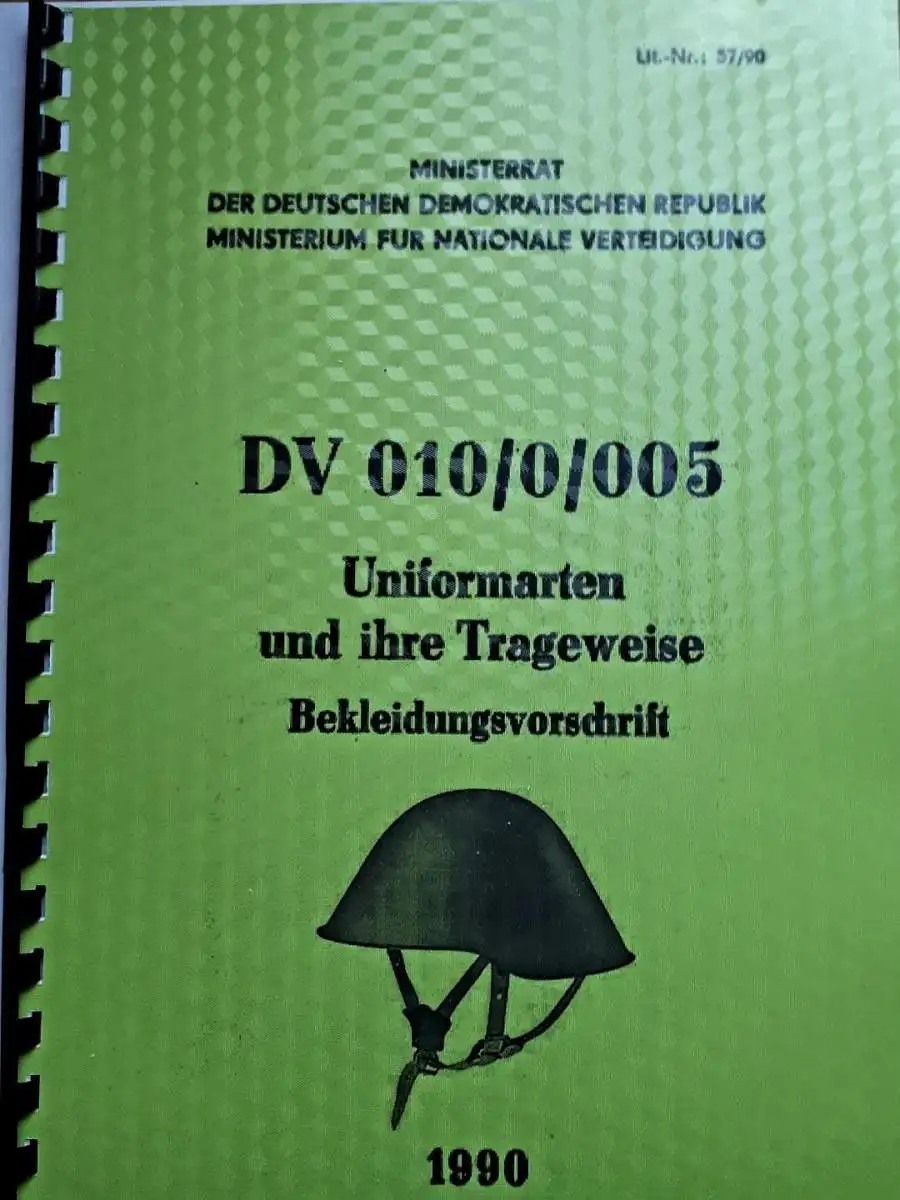 Lit.-Nr.: 57/90
MINISTERRAT
DER DEUTSCHEN DEMOKRATISCHEN REPUBLIK
MINISTERIUM FÜR NATIONALE VERTEIDIGUNG
DV 010/0/005
Uniformarten
und ihre Trageweise
Bekleidungsvorschrift
1990